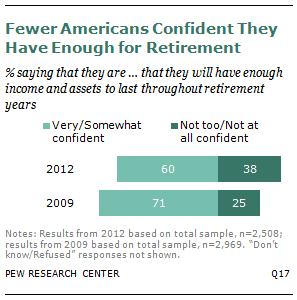 Fewer Americans Confident They
Have Enough for Retirement
% saying that they are ... that they will have enough
income and assets to last throughout retirement
years
Very/Somewhat confident
Not too/Not at all confident
2012 60 38
2009 71 25
Notes: Results from 2012 based on total sample, n=2,508;
results from 2009 based on total sample, n=2,969. “Don’t
know/Refused” responses not shown.
PEW RESEARCH CENTER Q17